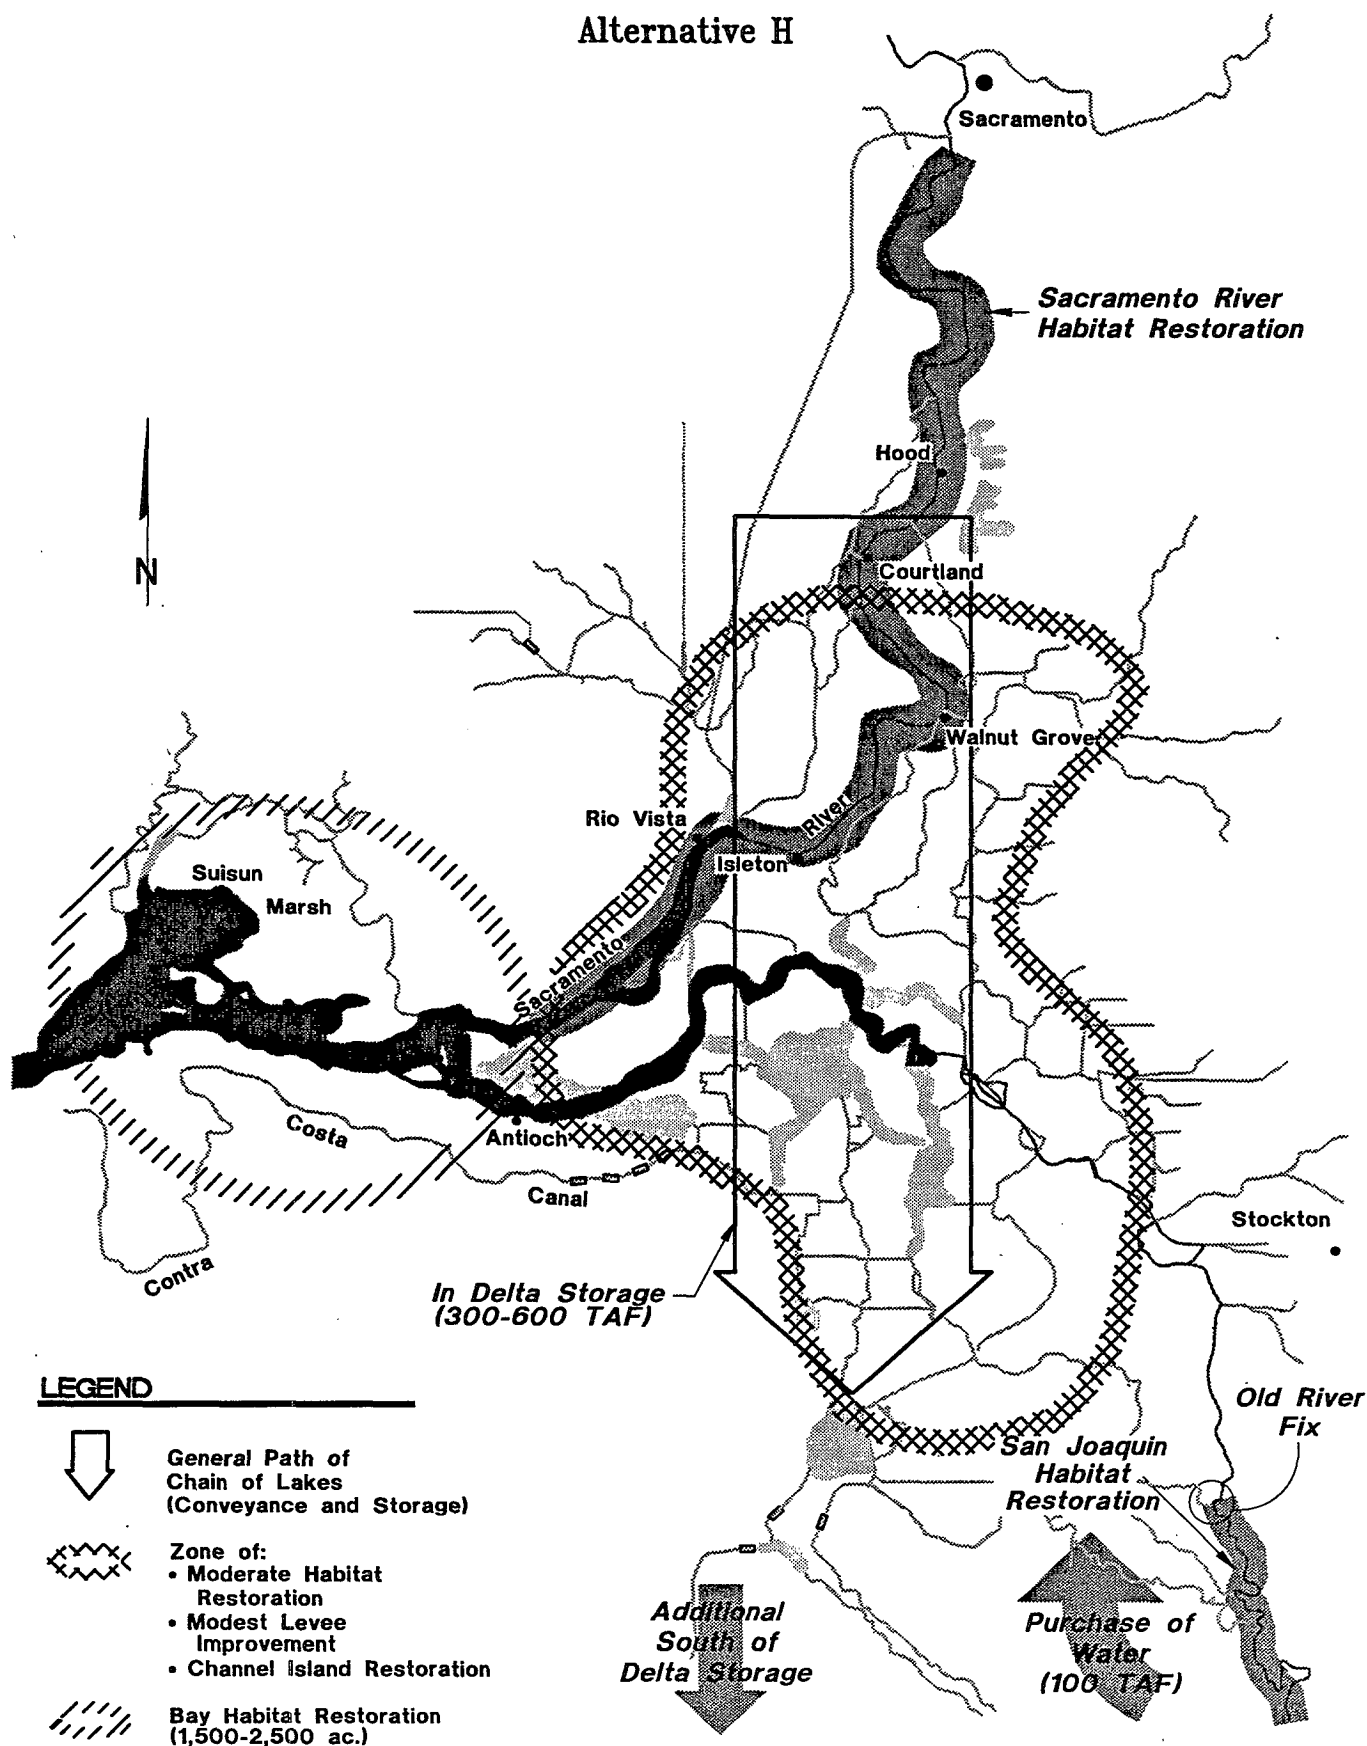 Alternative H
Sacramento
Sacramento River
Habitat Restoration
Hood
N
Courtland
Walnut Grove
Rio Vista
River
Isleton
Suisun
Marsh
Sacramento
Antioch
Costa
Canal
Contra
Stockton
In Delta Storage
(300-600 TAF)
Old River
Fix
San Joaquin
Habitat
Restoration
Additional
South of
Delta Storage
Purchase of
Water
(100 TAF)
LEGEND
General Path of
Chain of Lakes
(Conveyance and Storage)
Zone of:
• Moderate Habitat
Restoration
• Modest Levee
Improvement
• Channel Island Restoration
Bay Habitat Restoration
(1,500-2,500 ac.)